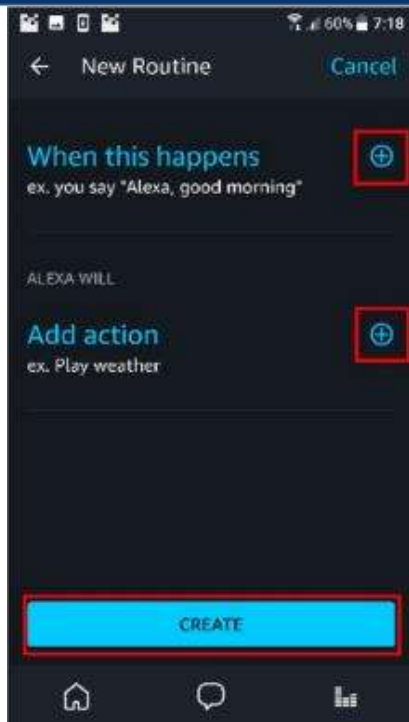 60% 7:18
New Routine Cancel
When this happens
ex. you say "Alexa, good morning"
ALEXA WILL
Add action
ex. Play weather
CREATE